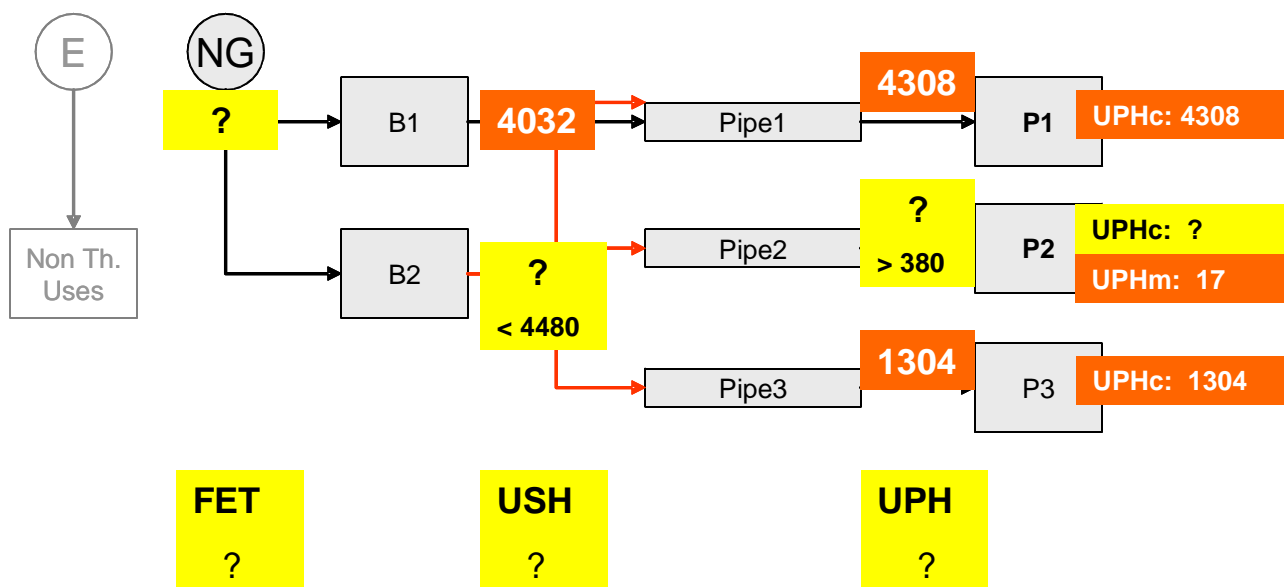 E
NG
?
B1
4032
Pipe1
4308
P1
UPHc: 4308
Non Th.
Uses
B2
?
< 4480
Pipe2
?
> 380
P2
UPHc: ?
UPHm: 17
Pipe3
1304
P3
UPHc: 1304
FET
?
USH
?
UPH
?